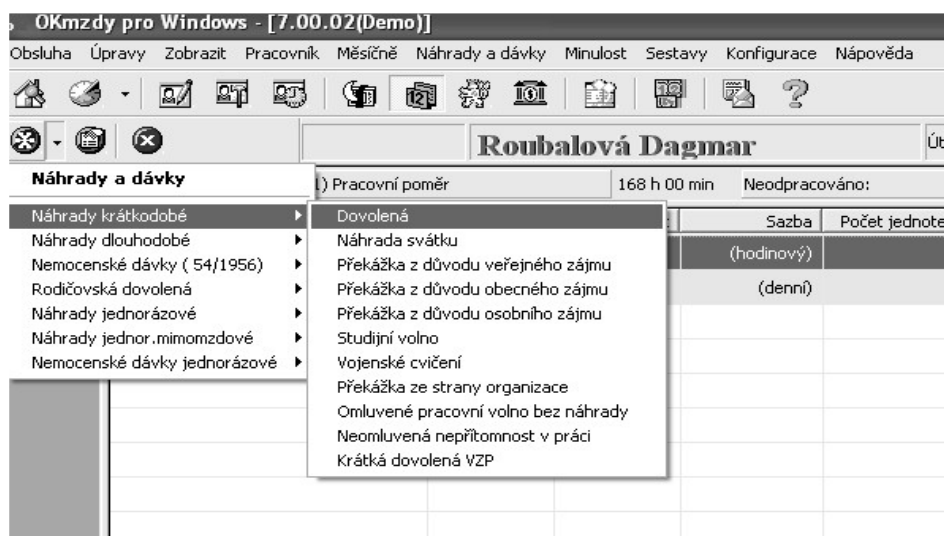 OKmzdy pro Windows - [7.00.02(Demo)]
Obsluha Úpravy Zobrazit Pracovník Měsíčně Náhrady a dávky Minulost Sestavy Konfigurace Nápověda
Roubalová Dagmar
Náhrady a dávky
1) Pracovní poměr 168 h 00 min Neodpracováno:
Sazba Počet jednote
(hodinový)
(denní)
Náhrady krátkodobé
Náhrady dlouhodobé
Nemocenské dávky ( 54/1956)
Rodičovská dovolená
Náhrady jednorázové
Náhrady jednor.mimomzdové
Nemocenské dávky jednorázové
Dovolená
Náhrada svátku
Překážka z důvodu veřejného zájmu
Překážka z důvodu obecného zájmu
Překážka z důvodu osobního zájmu
Studijní volno
Vojenské cvičení
Překážka ze strany organizace
Omluvené pracovní volno bez náhrady
Neomluvená nepřítomnost v práci
Krátká dovolená VZP